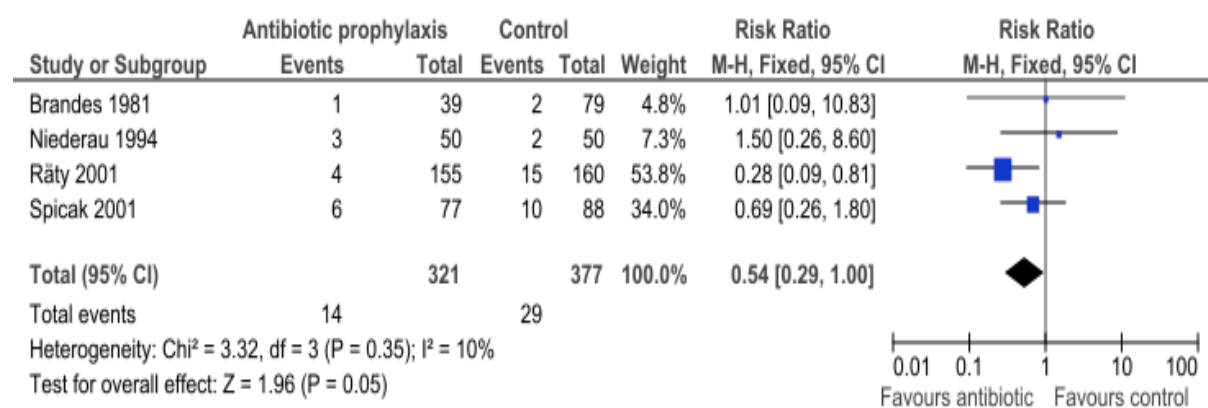 Antibiotic prophylaxis Control Risk Ratio Risk Ratio
Study or Subgroup Events Total Events Total Weight M-H, Fixed, 95% CI M-H, Fixed, 95% CI
Brandes 1981 1 39 2 79 4.8% 1.01 [0.09, 10.83]
Niederau 1994 3 50 2 50 7.3% 1.50 [0.26, 8.60]
Räty 2001 4 155 15 160 53.8% 0.28 [0.09, 0.81]
Spicak 2001 6 77 10 88 34.0% 0.69 [0.26, 1.80]
Total (95% CI) 321 377 100.0% 0.54 [0.29, 1.00]
Total events 14 29
Heterogeneity: Chi² = 3.32, df = 3 (P = 0.35); I² = 10%
Test for overall effect: Z = 1.96 (P = 0.05)
0.01 0.1 1 10 100
Favours antibiotic Favours control